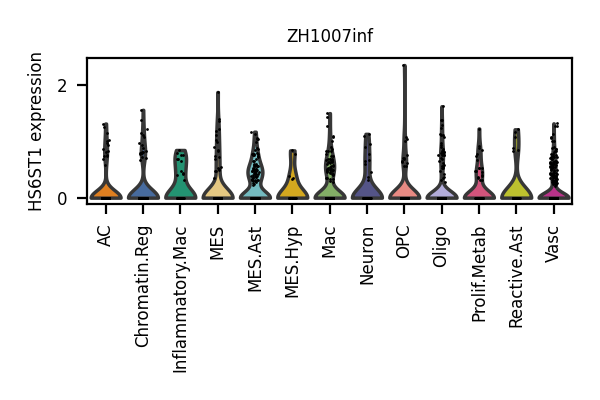 ZH1007inf
HS6ST1 expression
2
0
AC
Chromatin.Reg
Inflammatory.Mac
MES
MES.Ast
MES.Hyp
Mac
Neuron
OPC
Oligo
Prolif.Metab
Reactive.Ast
Vasc